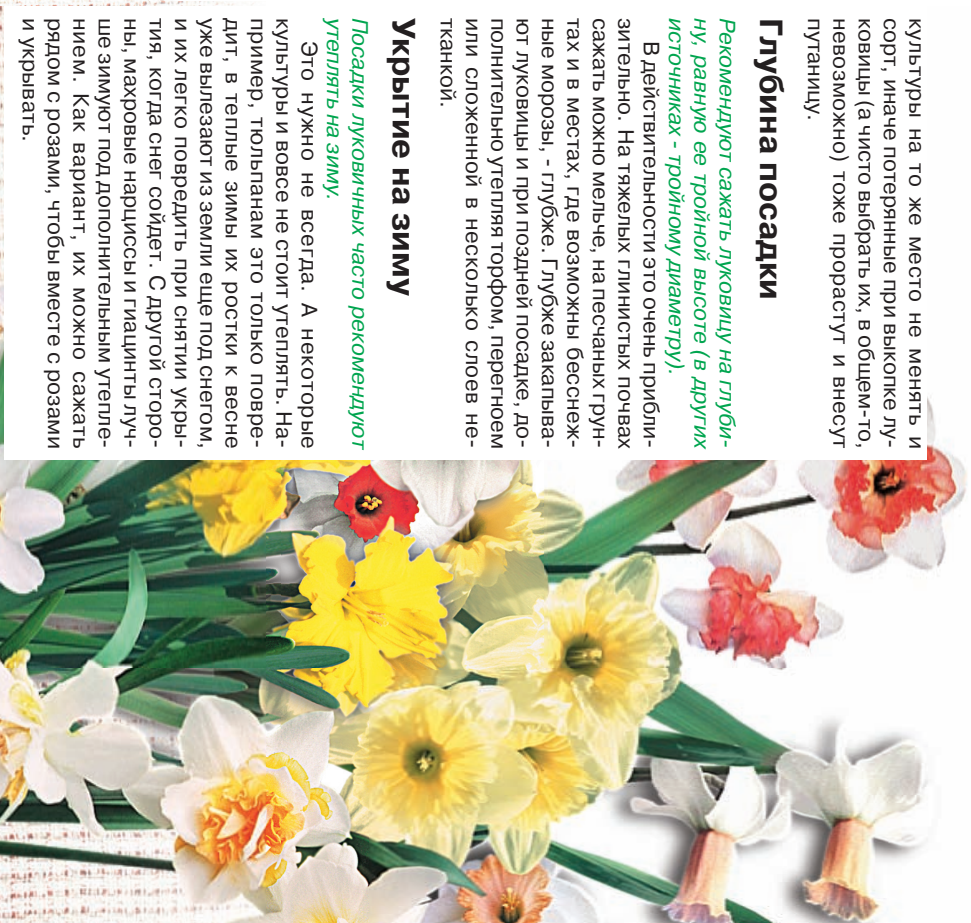 культуры на то же место не менять и
сорт, иначе потерянные при выкопке лу-
ковицы (а чисто выбрать их, в общем-то,
невозможно) тоже прорастут и внесут
путаницу.
Глубина посадки
Рекомендуют сажать луковицу на глуби-
ну, равную ее тройной высоте (в других
источниках - тройному диаметру).
В действительности это очень прибли-
зительно. На тяжелых глинистых почвах
сажать можно мельче, на песчаных грун-
тах и в местах, где возможны бесснеж-
ные морозы, - глубже. Глубже закапыва-
ют луковицы и при поздней посадке, до-
полнительно утепляя торфом, перегноем
или сложенной в несколько слоев не-
тканкой.
Укрытие на зиму
Посадки луковичных часто рекомендуют
утеплять на зиму.
Это нужно не всегда. А некоторые
культуры и вовсе не стоит утеплять. На-
пример, тюльпанам это только повре-
дит, в теплые зимы их ростки к весне
уже вылезают из земли еще под снегом,
и их легко повредить при снятии укры-
тия, когда снег сойдет. С другой сторо-
ны, махровые нарциссы и гиацинты луч-
ше зимуют под дополнительным утепле-
нием. Как вариант, их можно сажать
рядом с розами, чтобы вместе с розами
и укрывать.